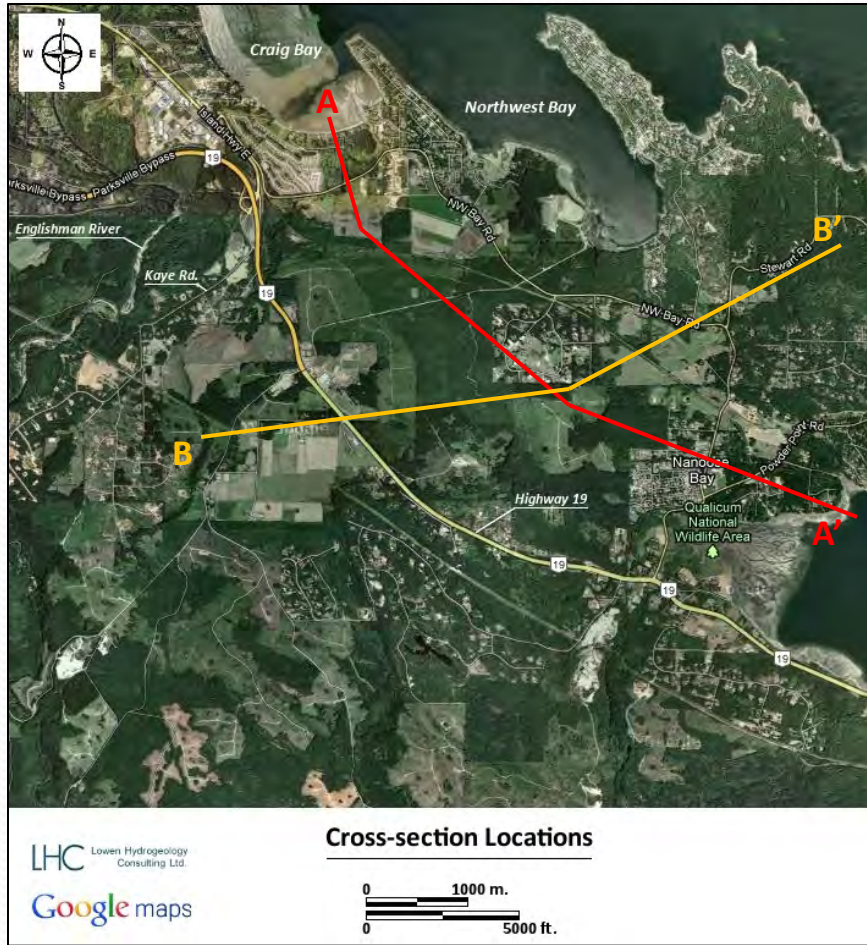 N
W
E
S
Craig Bay
A
Northwest Bay
Island Hwy E
19
Parksville Bypass
Parksville Bypass
NW Bay Rd
Englishman River
Kaye Rd.
19
B’
Stewart Rd
NW Bay Rd
B
Powder Point Rd
Nanoose
Bay
Highway 19
Qualicum
National
Wildlife Area
A’
19
19
19
Cross-section Locations
LHC Lowen Hydrogeology
Consulting Ltd.
Google maps
0 1000 m.
0 5000 ft.